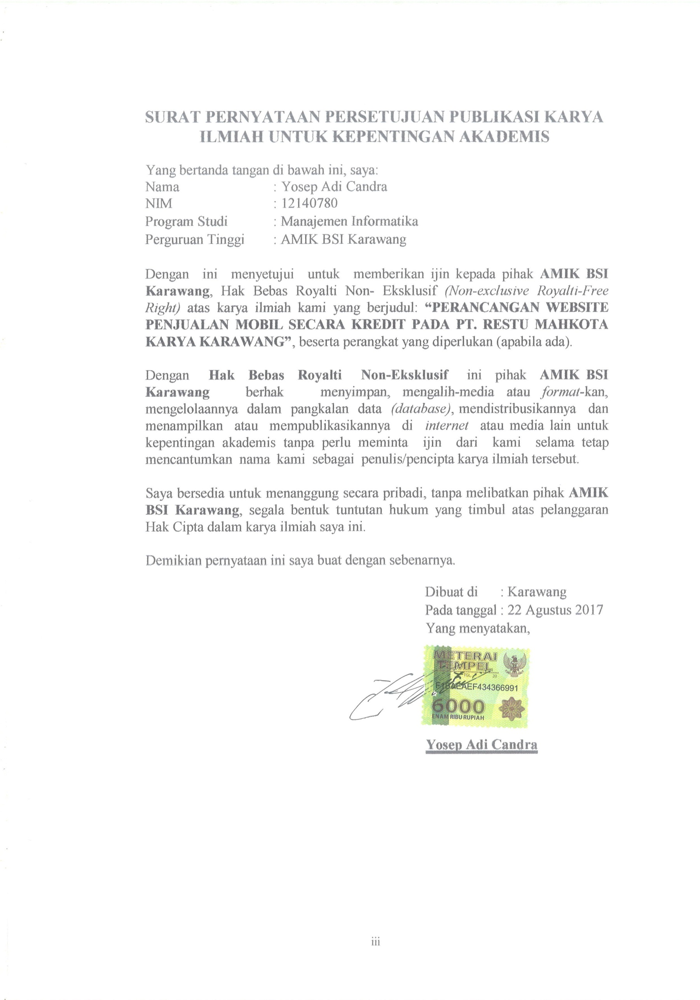 SURAT PERNYATAAN PERSETUJUAN PUBLIKASI KARYA
ILMIAH UNTUK KEPENTINGAN AKADEMIS
Yang bertanda tangan di bawah ini, saya:
Nama : Yosep Adi Candra
NIM : 12140780
Program Studi : Manajemen Informatika
Perguruan Tinggi : AMIK BSI Karawang
Dengan ini menyetujui untuk memberikan ijin kepada pihak AMIK BSI
Karawang, Hak Bebas Royalti Non- Eksklusif (Non-exclusive Royalti-Free
Right) atas karya ilmiah kami yang berjudul: “PERANCANGAN WEBSITE
PENJUALAN MOBIL SECARA KREDIT PADA PT. RESTU MAHKOTA
KARYA KARAWANG”, beserta perangkat yang diperlukan (apabila ada).
Dengan Hak Bebas Royalti Non-Eksklusif ini pihak AMIK BSI
Karawang berhak menyimpan, mengalih-media atau format-kan,
mengelolaannya dalam pangkalan data (database), mendistribusikannya dan
menampilkan atau mempublikasikannya di internet atau media lain untuk
kepentingan akademis tanpa perlu meminta ijin dari kami selama tetap
mencantumkan nama kami sebagai penulis/pencipta karya ilmiah tersebut.
Saya bersedia untuk menanggung secara pribadi, tanpa melibatkan pihak AMIK
BSI Karawang, segala bentuk tuntutan hukum yang timbul atas pelanggaran
Hak Cipta dalam karya ilmiah saya ini.
Demikian pernyataan ini saya buat dengan sebenarnya.
Dibuat di : Karawang
Pada tanggal : 22 Agustus 2017
Yang menyatakan,
METERAI
TEMPEL
TGL. 20
AEF434366991
6000
ENAM RIBU RUPIAH
Yosep Adi Candra
iii